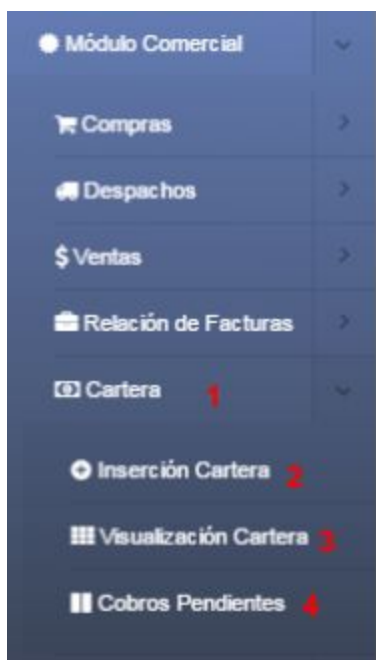 Módulo Comercial
Compras
Despachos
$ Ventas
Relación de Facturas
Cartera 1
Inserción Cartera 2
Visualización Cartera 3
Cobros Pendientes 4